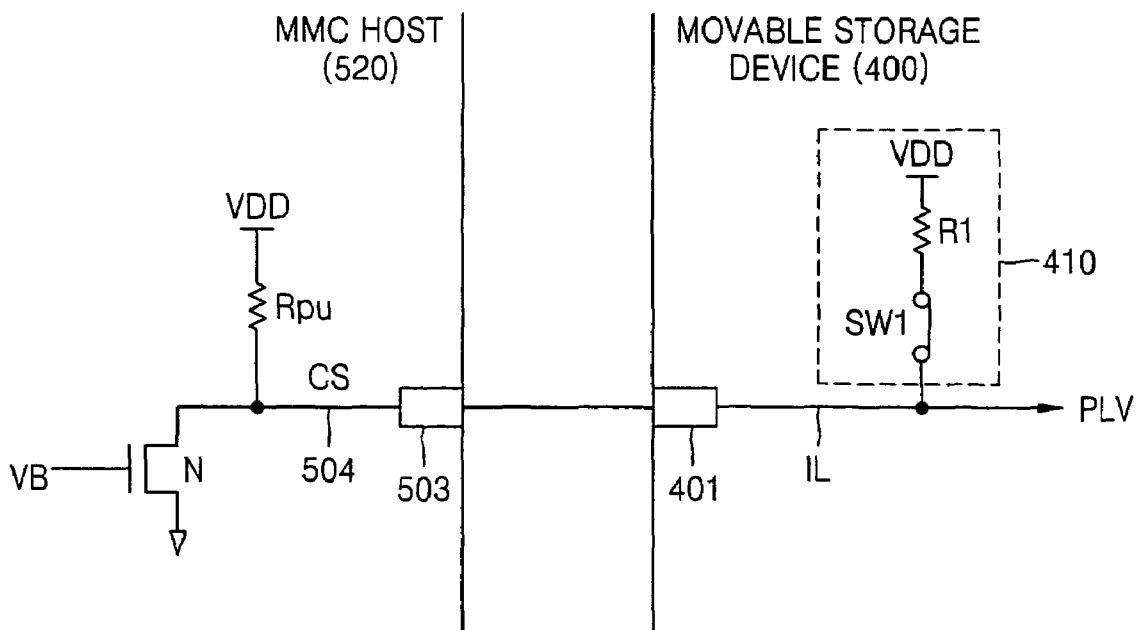 MMC HOST
(520)
MOVABLE STORAGE
DEVICE (400)
VDD
R1
410
SW1
VDD
Rpu
CS
PLV
VB
N
504
503
401
IL